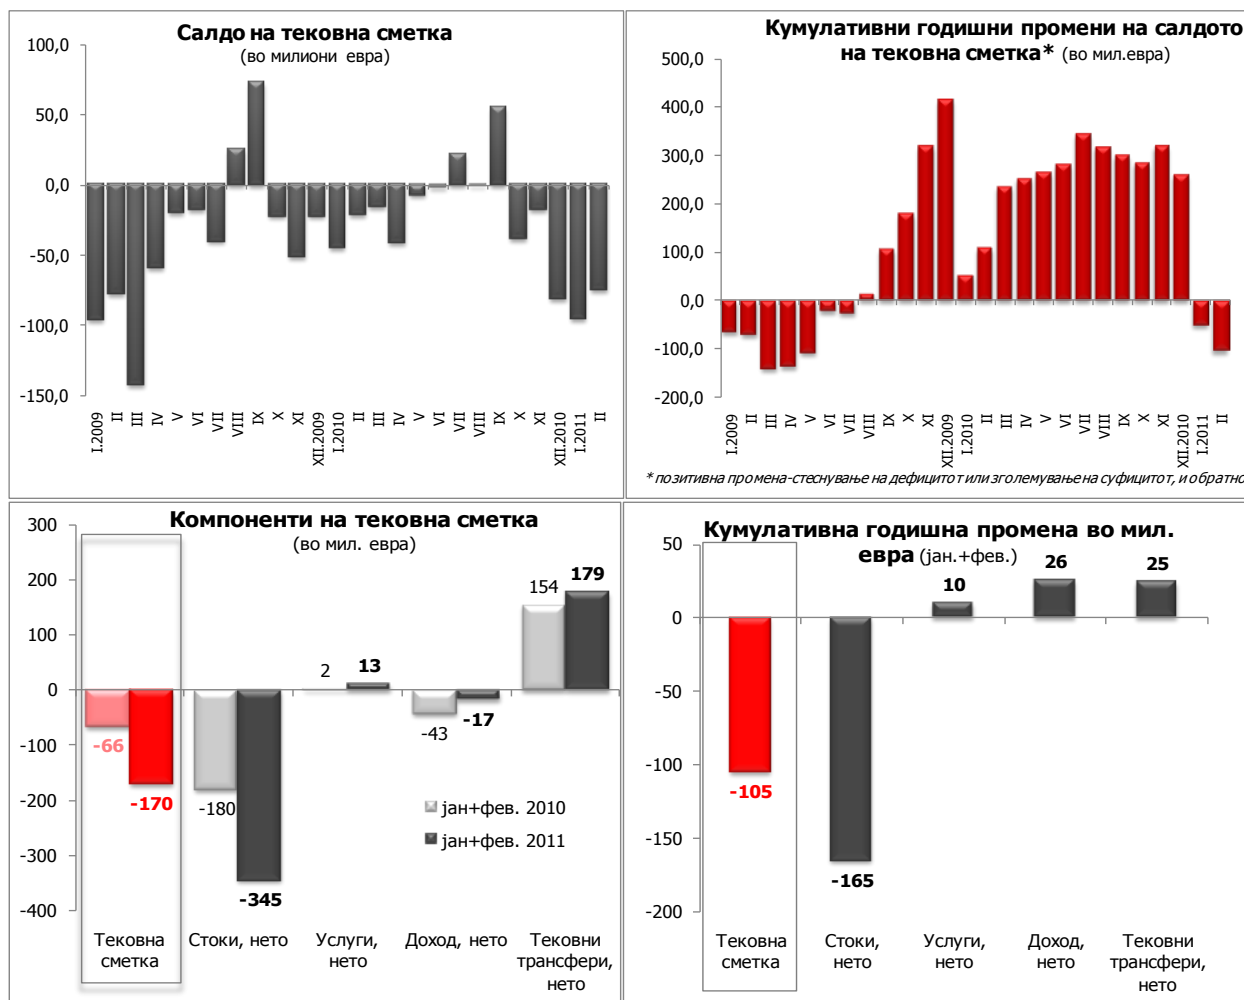 Салдо на тековна сметка
(во милиони евра)
100,0
50,0
0,0
-50,0
-100,0
-150,0
I.2009
II
III
IV
V
VI
VII
VIII
IX
X
XI
XII.2009
I.2010
II
III
IV
V
VI
VII
VIII
IX
X
XI
XII.2010
I.2011
II
Кумулативни годишни промени на салдото
на тековна сметка* (во мил.евра)
500,0
400,0
300,0
200,0
100,0
0,0
-100,0
-200,0
I.2009
II
III
IV
V
VI
VII
VIII
IX
X
XI
XII.2009
I.2010
II
III
IV
V
VI
VII
VIII
IX
X
XI
XII.2010
I.2011
II
* позитивна промена-стеснување на дефицитот или зголемување на суфицитот, и обратно
Компоненти на тековна сметка
(во мил. евра)
300
200
100
0
-100
-200
-300
-400
-66
-170
-180
-345
2
13
-43
-17
154
179
јан+фев. 2010
јан+фев. 2011
Тековна
сметка
Стоки, нето
Услуги,
нето
Доход, нето
Тековни
трансфери,
нето
Кумулативна годишна промена во мил.
евра (јан.+фев.)
50
0
-50
-100
-150
-200
-105
-165
10
26
25
Тековна
сметка
Стоки,
нето
Услуги,
нето
Доход,
нето
Тековни
трансфери,
нето